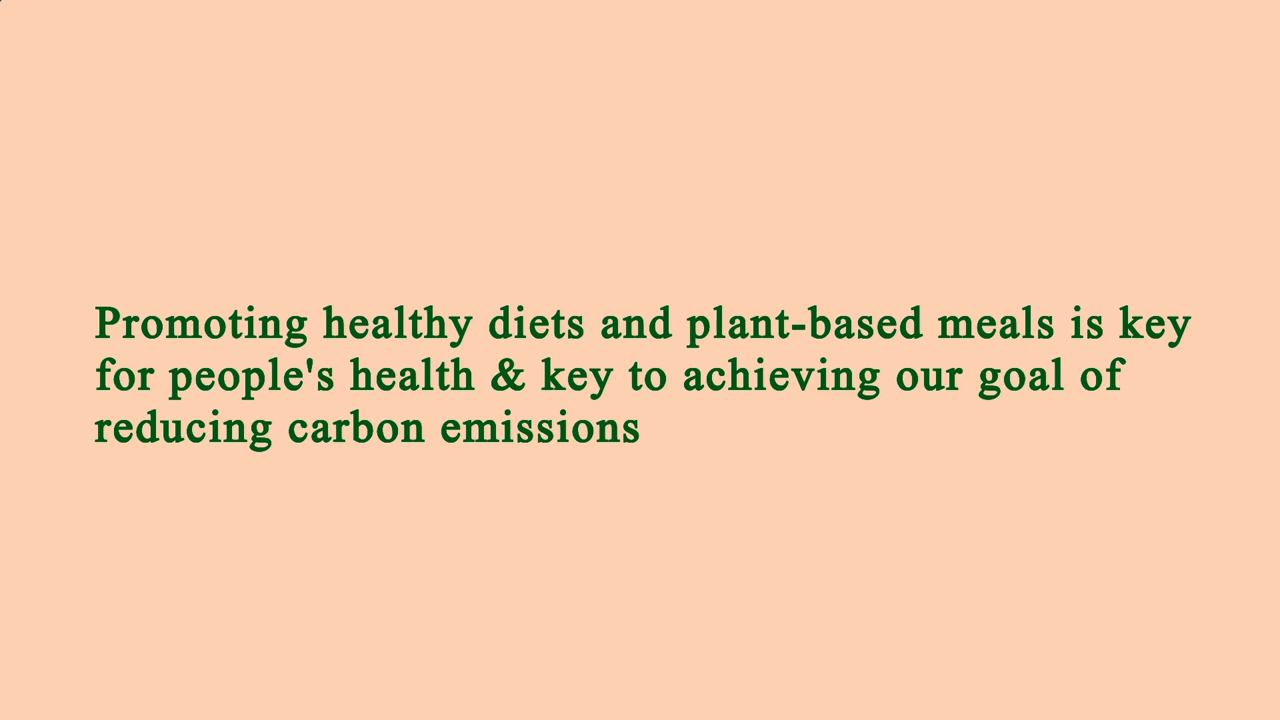 Promoting healthy diets and plant-based meals is key
for people's health & key to achieving our goal of
reducing carbon emissions